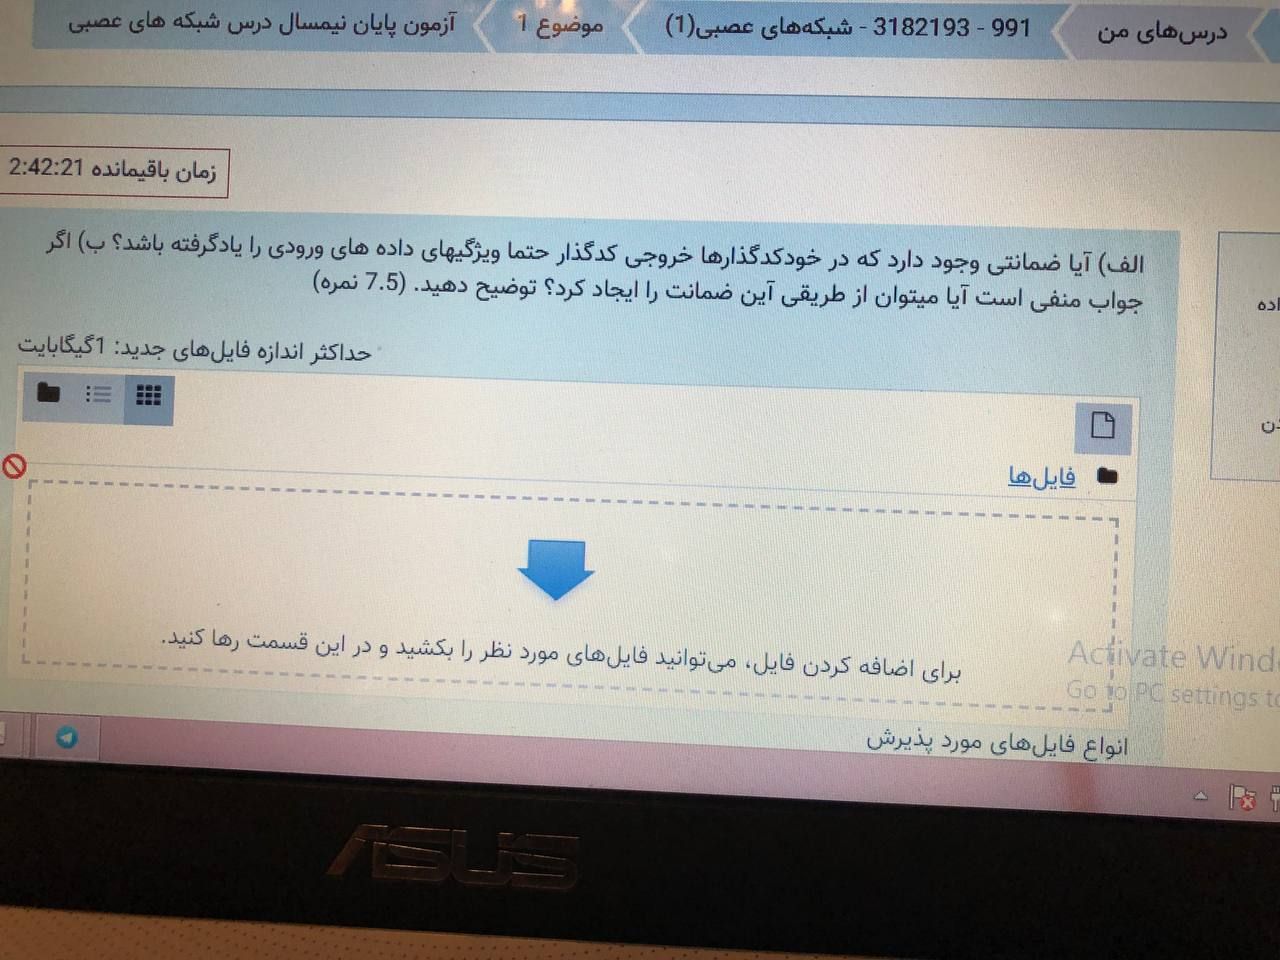 درس‌های من
991 - 3182193 - شبکه‌های عصبی(1)
موضوع 1
آزمون پایان نیمسال درس شبکه های عصبی
زمان باقیمانده 2:42:21
الف) آیا ضمانتی وجود دارد که در خودکدگذارها خروجی کدگذار حتما ویژگیهای داده های ورودی را یادگرفته باشد؟ ب) اگر
جواب منفی است آیا میتوان از طریقی آین ضمانت را ایجاد کرد؟ توضیح دهید. (7.5 نمره)
حداکثر اندازه فایل‌های جدید: 1گیگابایت
فایل‌ها
برای اضافه کردن فایل، می‌توانید فایل‌های مورد نظر را بکشید و در این قسمت رها کنید.
Activate Wind
Go to PC settings to
انواع فایل‌های مورد پذیرش
ASUS